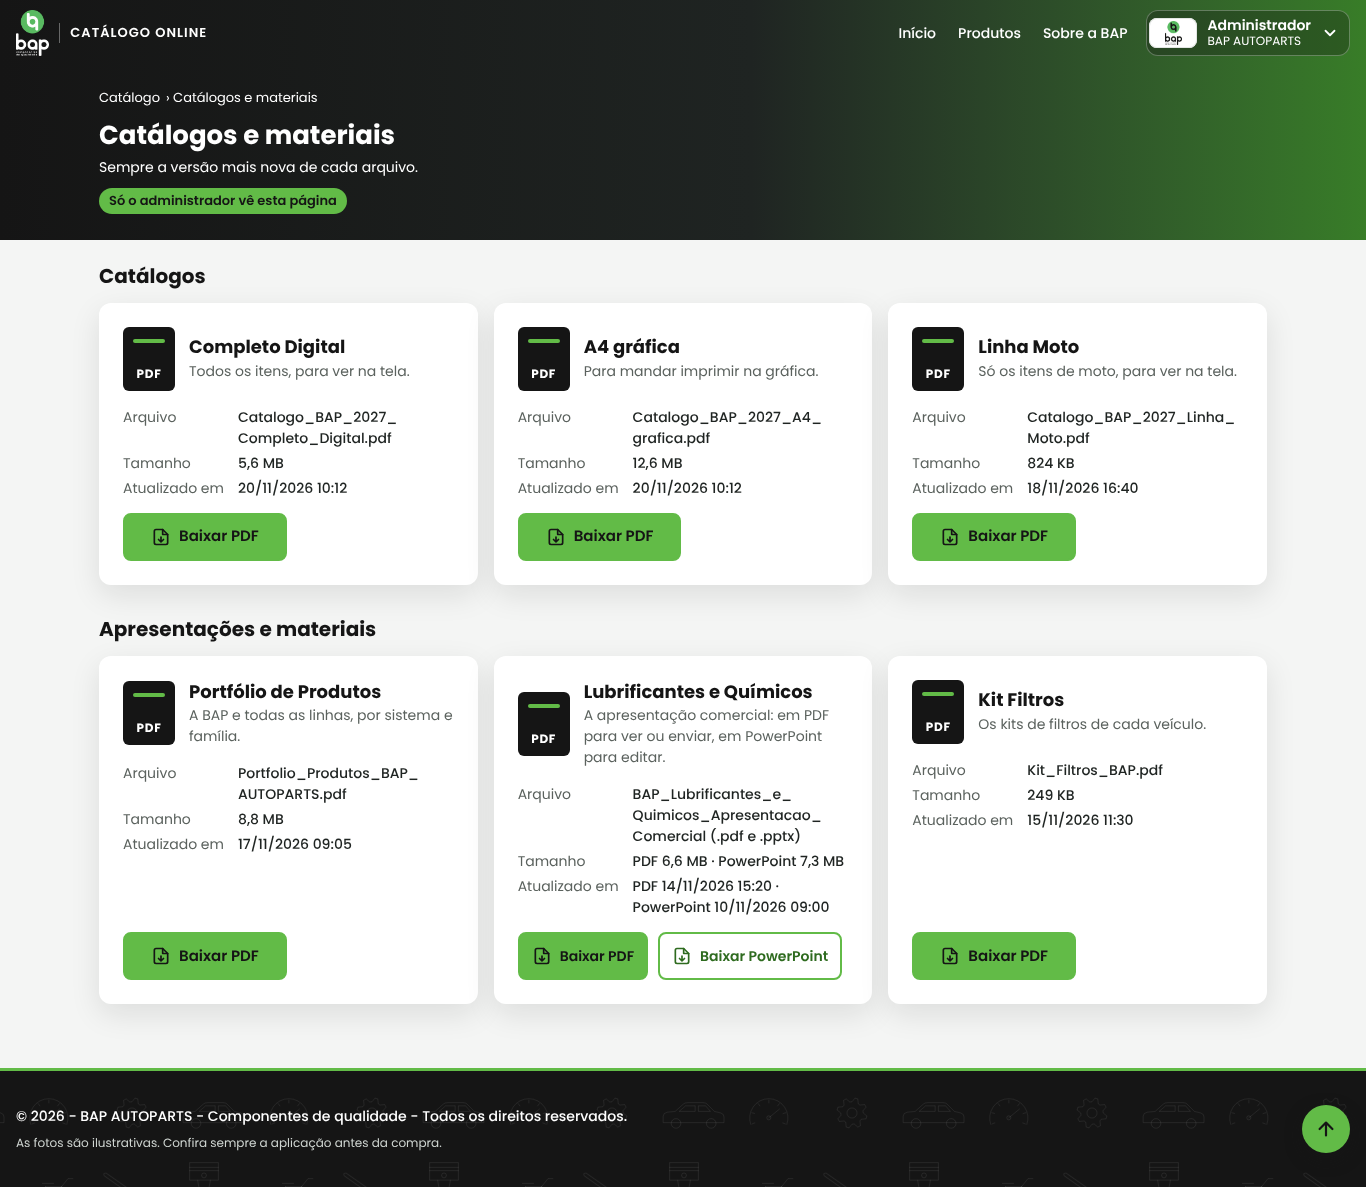 bap
CATÁLOGO ONLINE
Início
Produtos
Sobre a BAP
bap
Administrador
BAP AUTOPARTS
Catálogo › Catálogos e materiais
Catálogos e materiais
Sempre a versão mais nova de cada arquivo.
Só o administrador vê esta página
Catálogos
PDF
Completo Digital
Todos os itens, para ver na tela.
Arquivo
Catalogo_BAP_2027_
Completo_Digital.pdf
Tamanho
5,6 MB
Atualizado em
20/11/2026 10:12
Baixar PDF
PDF
A4 gráfica
Para mandar imprimir na gráfica.
Arquivo
Catalogo_BAP_2027_A4_
grafica.pdf
Tamanho
12,6 MB
Atualizado em
20/11/2026 10:12
Baixar PDF
PDF
Linha Moto
Só os itens de moto, para ver na tela.
Arquivo
Catalogo_BAP_2027_Linha_
Moto.pdf
Tamanho
824 KB
Atualizado em
18/11/2026 16:40
Baixar PDF
Apresentações e materiais
PDF
Portfólio de Produtos
A BAP e todas as linhas, por sistema e
família.
Arquivo
Portfolio_Produtos_BAP_
AUTOPARTS.pdf
Tamanho
8,8 MB
Atualizado em
17/11/2026 09:05
Baixar PDF
PDF
Lubrificantes e Químicos
A apresentação comercial: em PDF
para ver ou enviar, em PowerPoint
para editar.
Arquivo
BAP_Lubrificantes_e_
Quimicos_Apresentacao_
Comercial (.pdf e .pptx)
Tamanho
PDF 6,6 MB · PowerPoint 7,3 MB
Atualizado em
PDF 14/11/2026 15:20 ·
PowerPoint 10/11/2026 09:00
Baixar PDF
Baixar PowerPoint
PDF
Kit Filtros
Os kits de filtros de cada veículo.
Arquivo
Kit_Filtros_BAP.pdf
Tamanho
249 KB
Atualizado em
15/11/2026 11:30
Baixar PDF
© 2026 - BAP AUTOPARTS - Componentes de qualidade - Todos os direitos reservados.
As fotos são ilustrativas. Confira sempre a aplicação antes da compra.